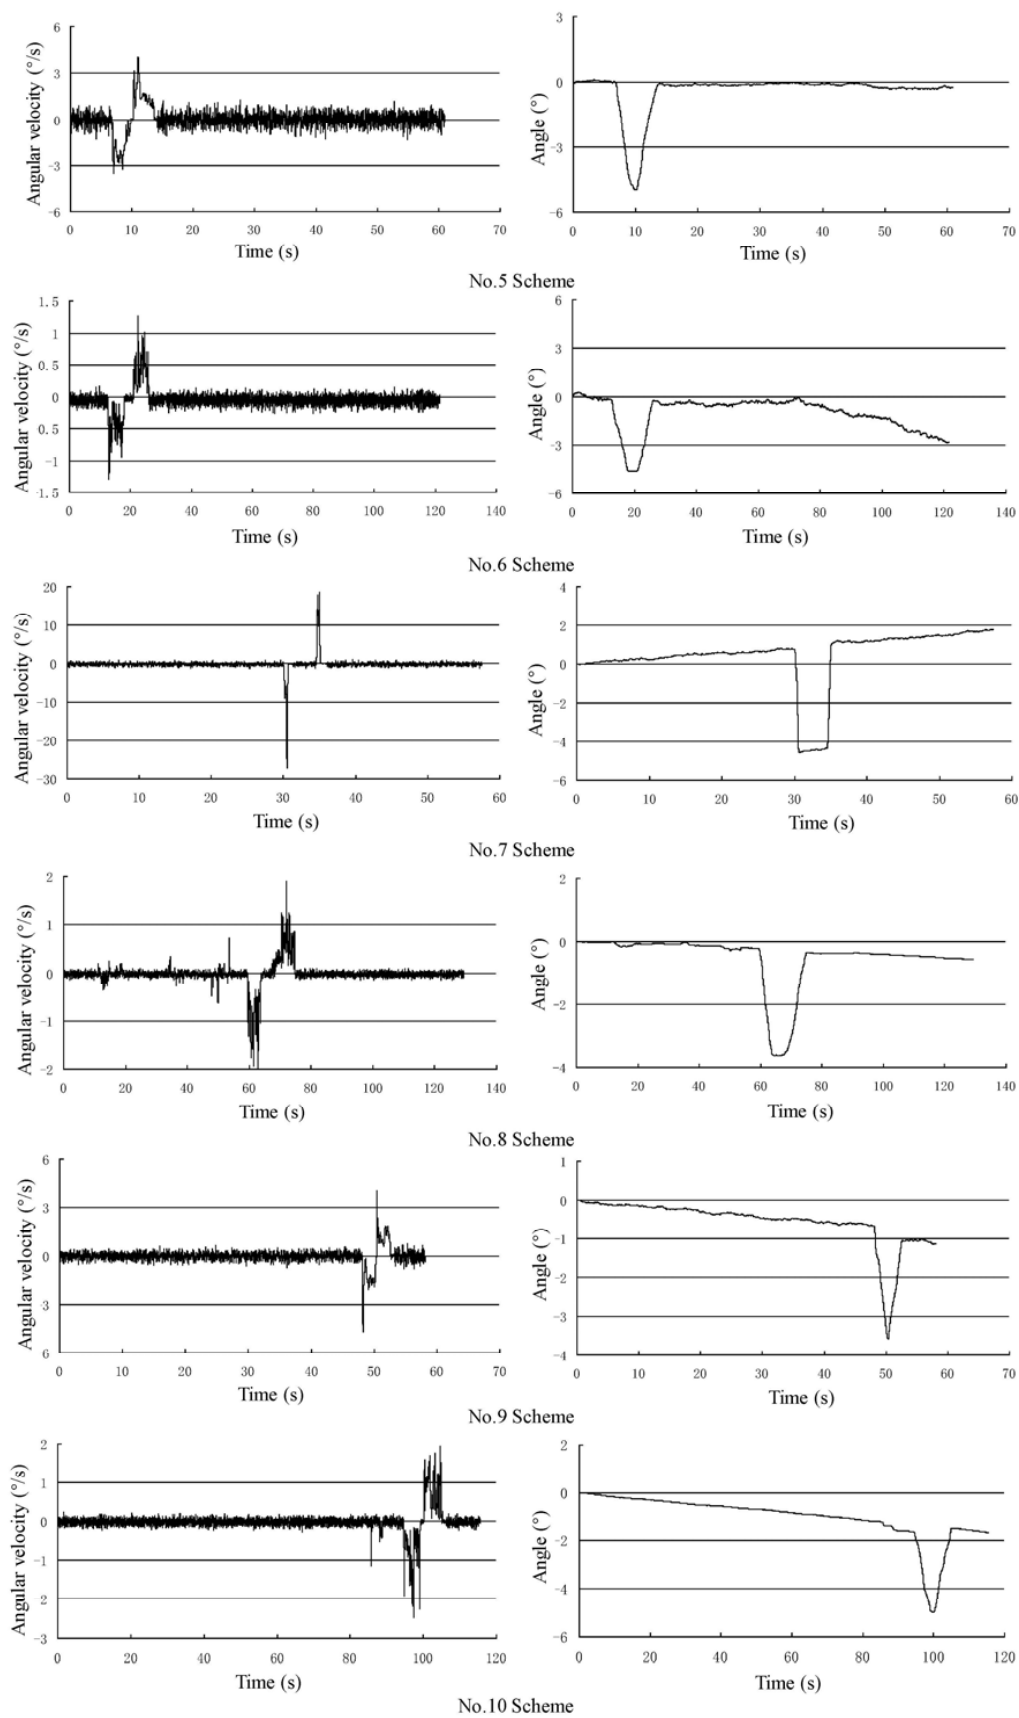 6
3
0
-3
-6
0 10 20 30 40 50 60 70
Angular velocity (°/s)
Time (s)
3
0
-3
-6
0 10 20 30 40 50 60 70
Angle (°)
Time (s)
No.5 Scheme
1.5
1
0.5
0
0.5
-1
-1.5
0 20 40 60 80 100 120 140
Angular velocity (°/s)
Time (s)
6
3
0
-3
-6
0 20 40 60 80 100 120 140
Angle (°)
Time (s)
No.6 Scheme
20
10
0
-10
-20
-30
0 10 20 30 40 50 60
Angular velocity (°/s)
Time (s)
4
2
0
-2
-4
-6
0 10 20 30 40 50 60
Angle (°)
Time (s)
No.7 Scheme
2
1
0
-1
-2
0 20 40 60 80 100 120 140
Angular velocity (°/s)
Time (s)
2
0
-2
-4
0 20 40 60 80 100 120 140
Angle (°)
Time (s)
No.8 Scheme
6
3
0
3
6
0 10 20 30 40 50 60 70
Angular velocity (°/s)
Time (s)
1
0
-1
-2
-3
-4
0 10 20 30 40 50 60 70
Angle (°)
Time (s)
No.9 Scheme
2
1
0
-1
2
-3
0 20 40 60 80 100 120
Angular velocity (°/s)
Time (s)
2
0
-2
-4
-6
0 20 40 60 80 100 120
Angle (°)
Time (s)
No.10 Scheme